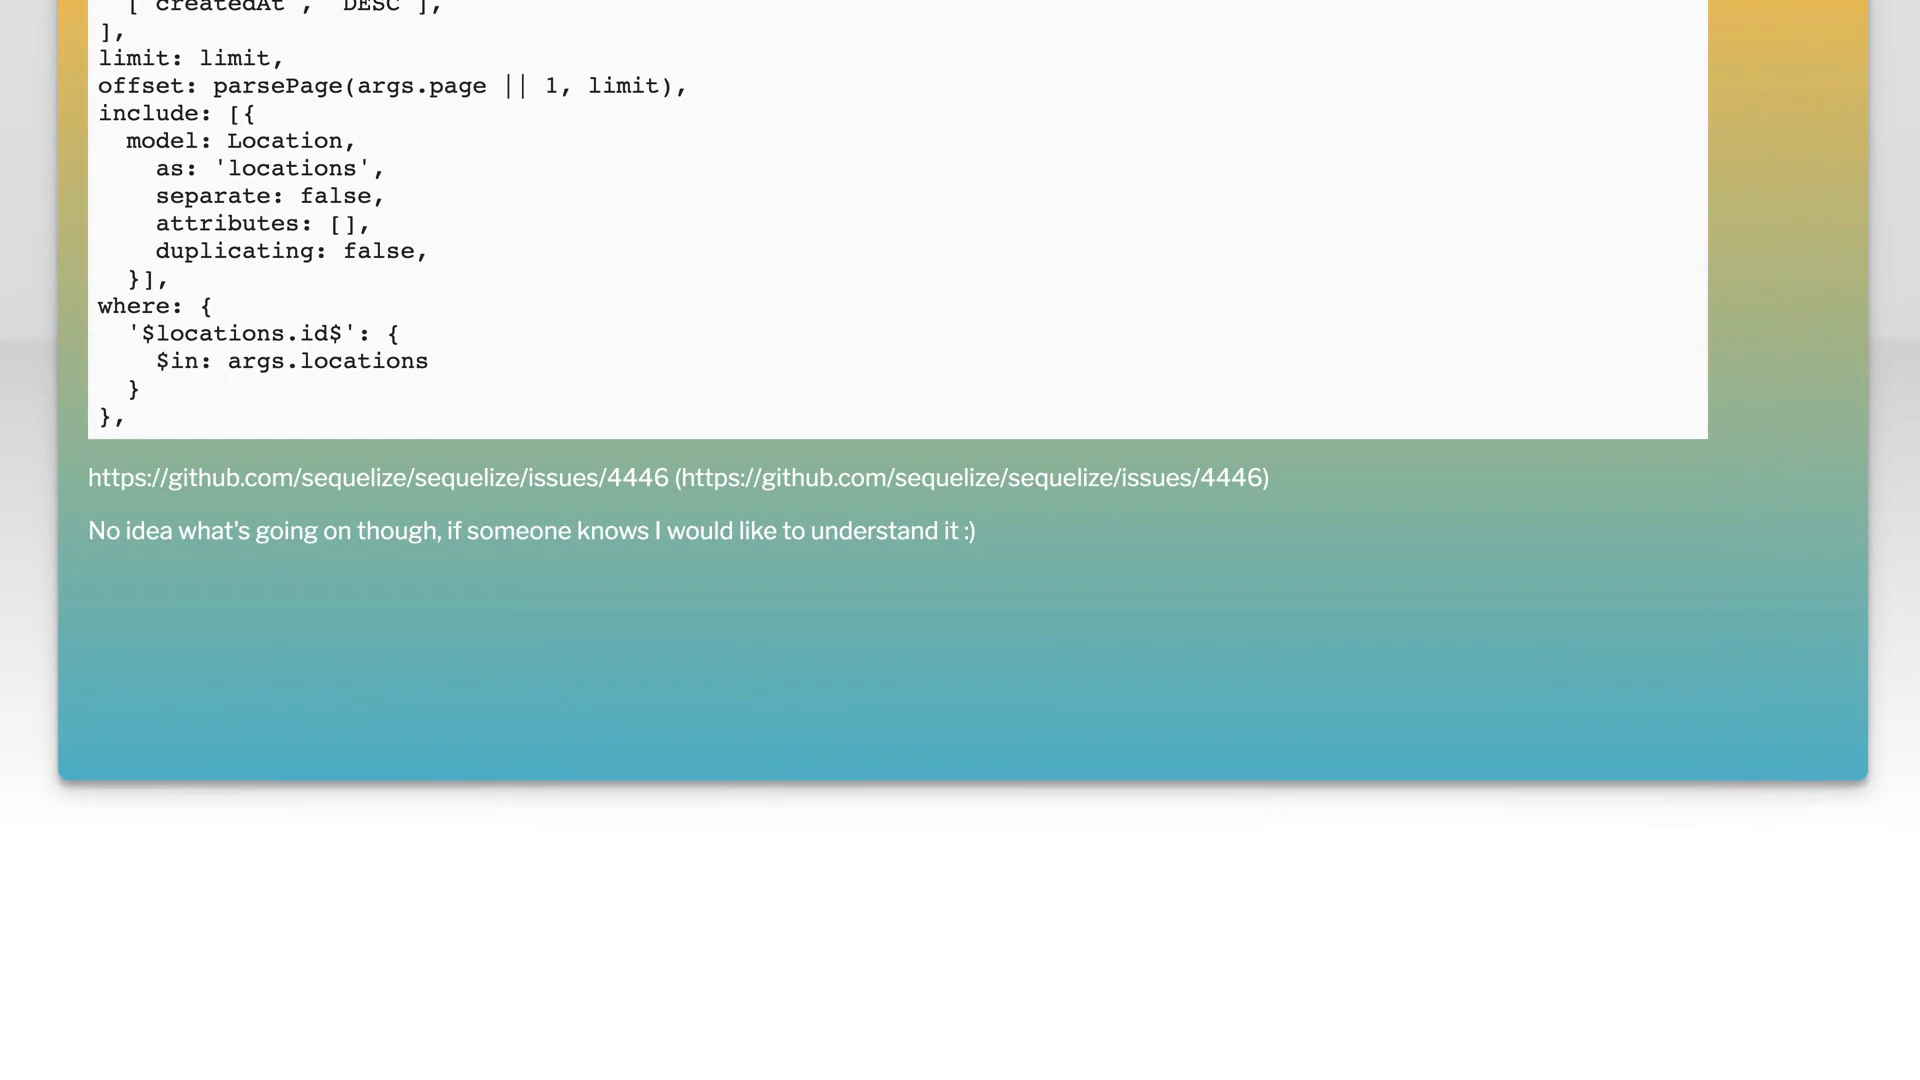 [ 'createdAt', 'DESC' ],
],
limit: limit,
offset: parsePage(args.page || 1, limit),
include: [{
model: Location,
as: 'locations',
separate: false,
attributes: [],
duplicating: false,
}],
where: {
'$locations.id$': {
$in: args.locations
}
},
https://github.com/sequelize/sequelize/issues/4446 (https://github.com/sequelize/sequelize/issues/4446)
No idea what's going on though, if someone knows I would like to understand it :)